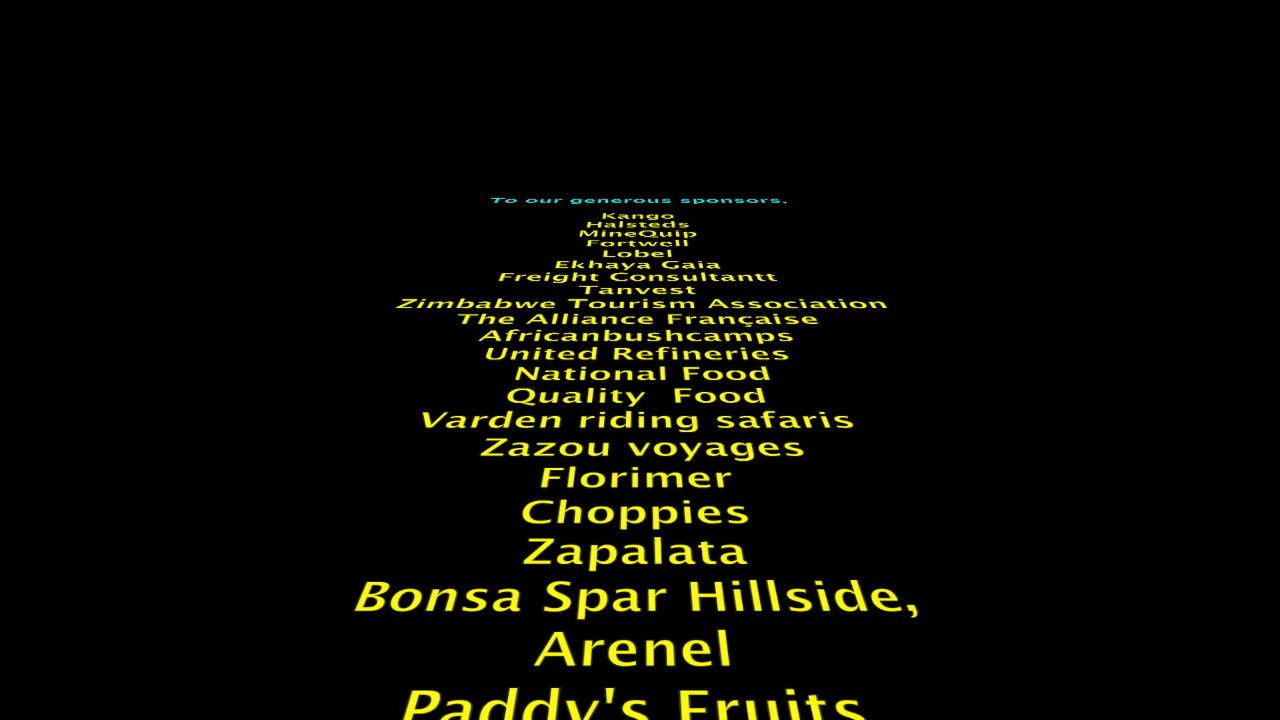 To our generous sponsors.
Kango
Halsteds
MineQuip
Fortwell
Lobel
Ekhaya Gaia
Freight Consultantt
Tanvest
Zimbabwe Tourism Association
The Alliance Française
Africanbushcamps
United Refineries
National Food
Quality  Food
Varden riding safaris
Zazou voyages
Florimer
Choppies
Zapalata
Bonsa Spar Hillside,
Arenel
Paddy's Fruits